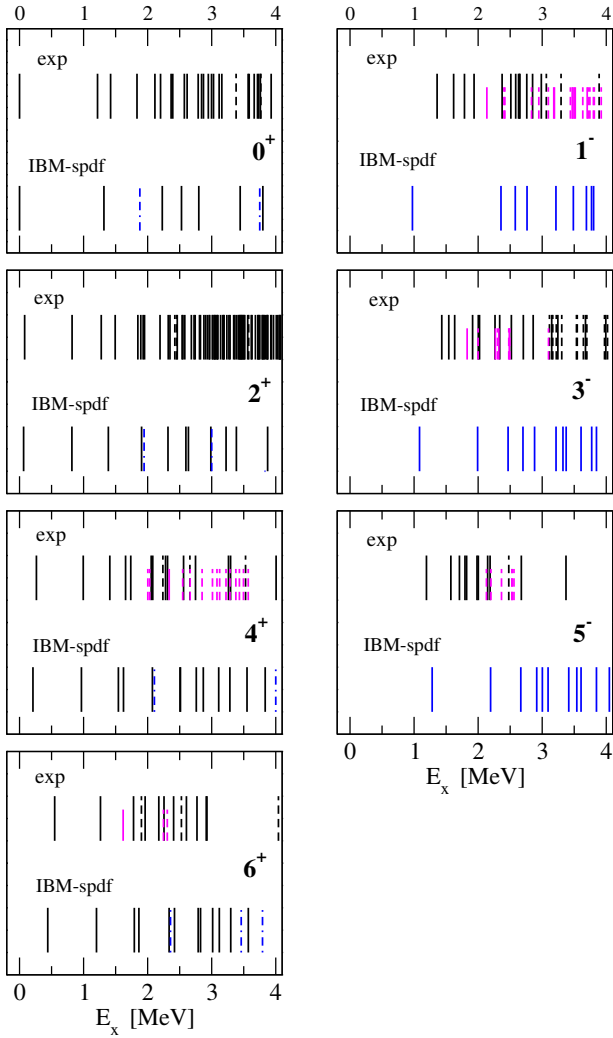 0 1 2 3 4
exp
IBM-spdf
0+
0 1 2 3 4
exp
IBM-spdf
1-
exp
IBM-spdf
2+
exp
IBM-spdf
3-
exp
IBM-spdf
4+
exp
IBM-spdf
5-
0 1 2 3 4
E_x [MeV]
exp
IBM-spdf
6+
0 1 2 3 4
E_x [MeV]